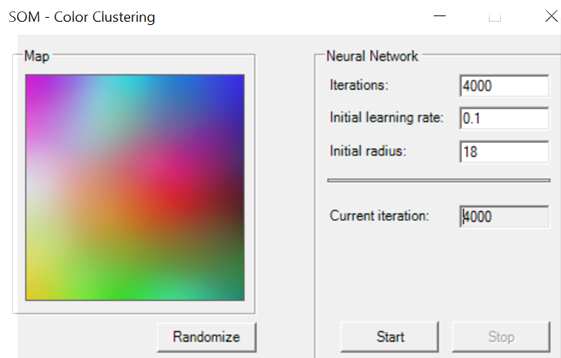 SOM - Color Clustering
Map
Neural Network
Iterations: 4000
Initial learning rate: 0.1
Initial radius: 18
Current iteration: 4000
Randomize
Start Stop